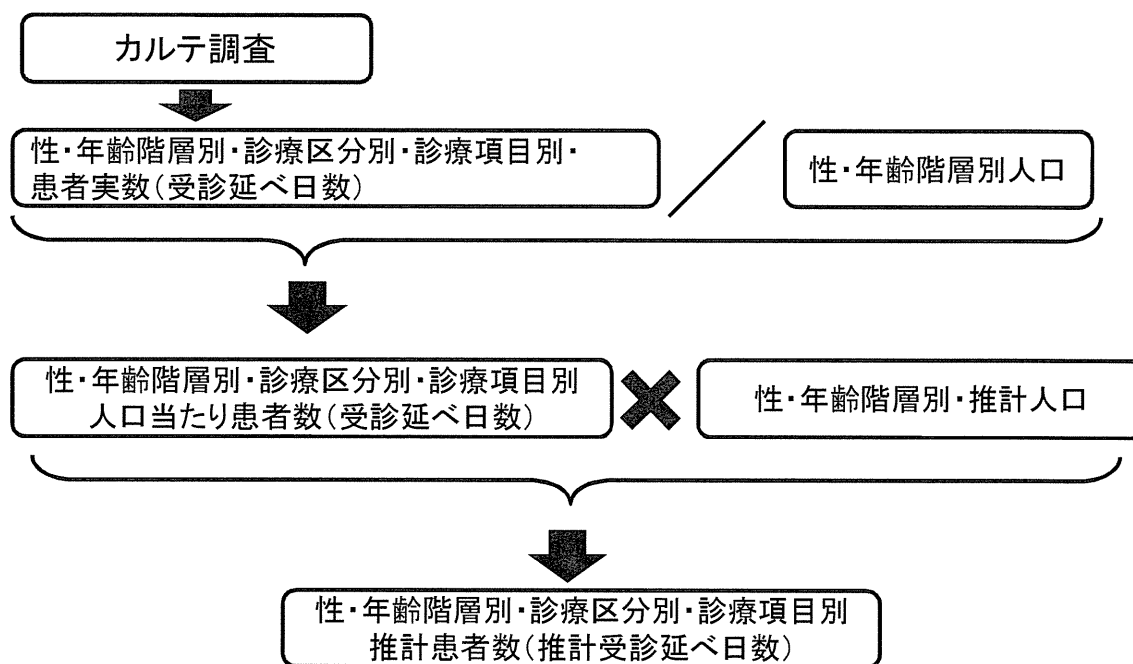 カルテ調査
性・年齢階層別・診療区分別・診療項目別・
患者実数(受診延べ日数)
性・年齢階層別人口
性・年齢階層別・診療区分別・診療項目別
人口当たり患者数(受診延べ日数)
性・年齢階層別・推計人口
性・年齢階層別・診療区分別・診療項目別
推計患者数(推計受診延べ日数)